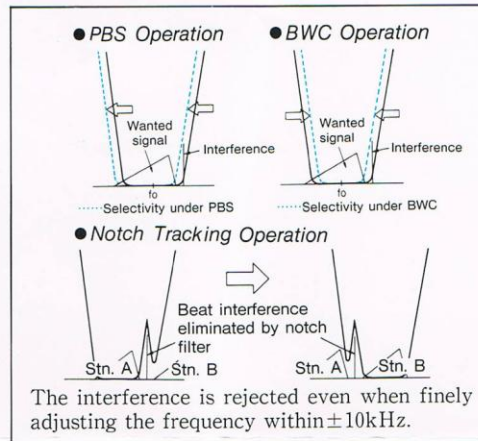 ● PBS Operation
● BWC Operation
Wanted
signal
Interference
fo
Selectivity under PBS
Wanted
signal
Interference
fo
Selectivity under BWC
● Notch Tracking Operation
Beat interference
eliminated by notch
filter
Stn. A
Stn. B
Stn. A
Stn. B
The interference is rejected even when finely
adjusting the frequency within±10kHz.